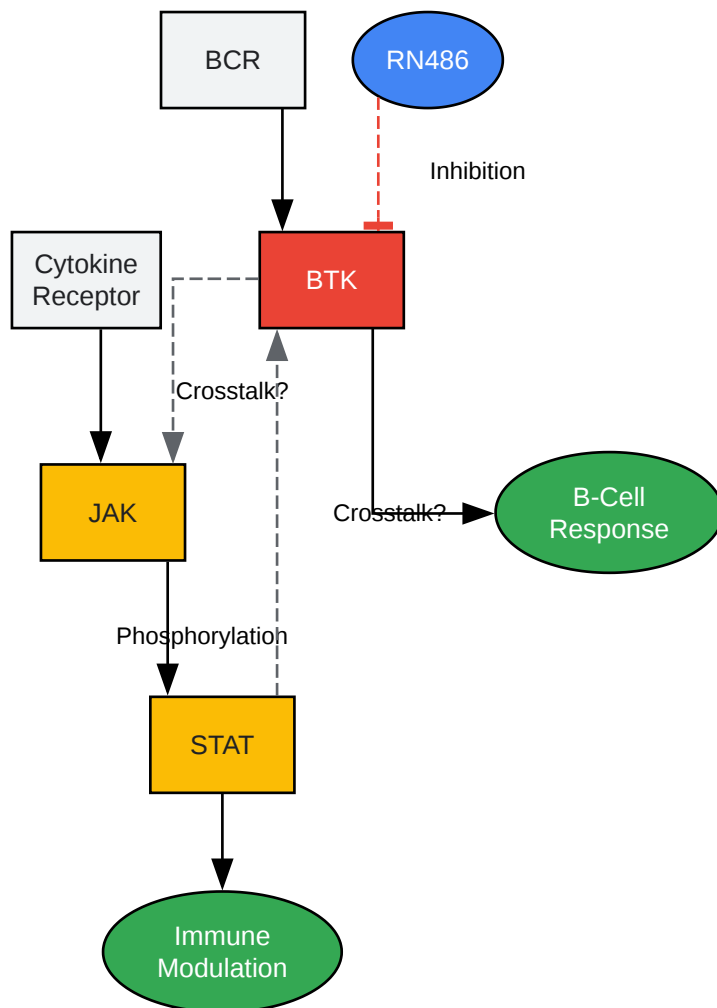 BCR
RN486
Inhibition
Cytokine
Receptor
BTK
Crosstalk?
JAK
Crosstalk?
B-Cell
Response
Phosphorylation
STAT
Immune
Modulation